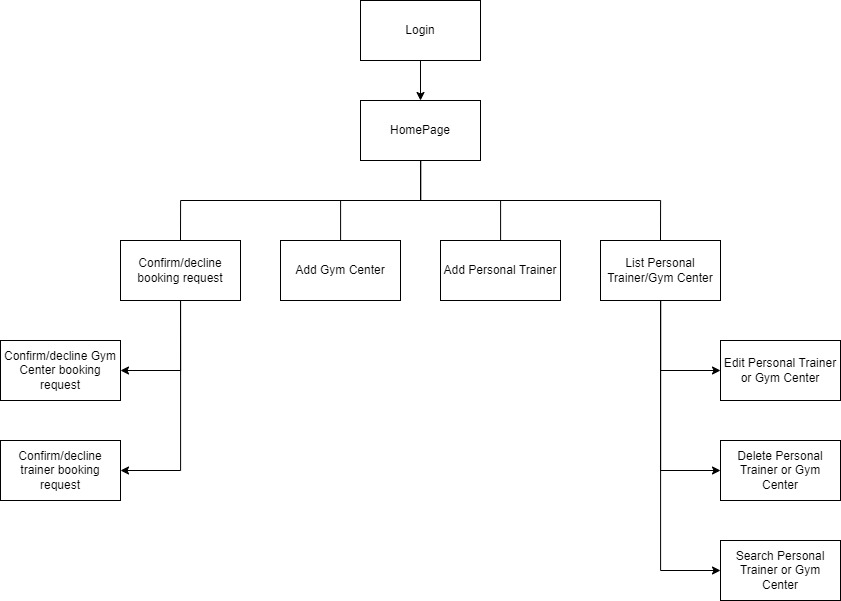 Login
HomePage
Confirm/decline
booking request
Add Gym Center
Add Personal Trainer
List Personal
Trainer/Gym Center
Confirm/decline Gym
Center booking
request
Edit Personal Trainer
or Gym Center
Confirm/decline
trainer booking
request
Delete Personal
Trainer or Gym
Center
Search Personal
Trainer or Gym
Center